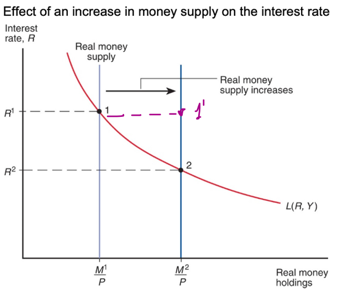 Effect of an increase in money supply on the interest rate
Interest
rate, R
Real money
supply
Real money
supply increases
R¹
1
1'
R²
2
L(R, Y)
M¹
P
M²
P
Real money
holdings